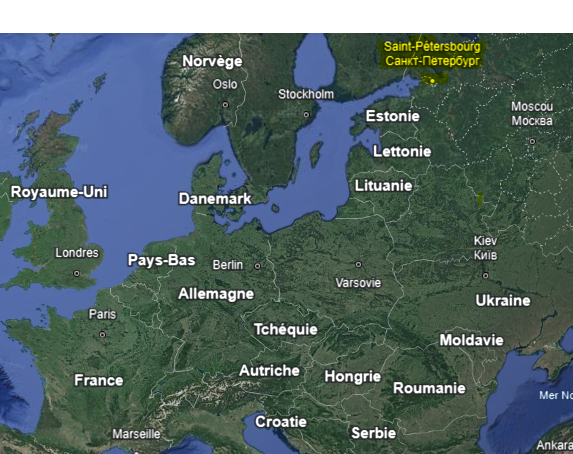 Saint-Pétersbourg
Санкт-Петербург
Norvège
Oslo
Stockholm
Moscou
Москва
Estonie
Lettonie
Lituanie
Royaume-Uni
Danemark
Londres
Pays-Bas
Berlin
Kiev
Київ
Varsovie
Allemagne
Ukraine
Paris
Tchéquie
Moldavie
Autriche
Hongrie
France
Roumanie
Mer No
Croatie
Marseille
Serbie
Ankara